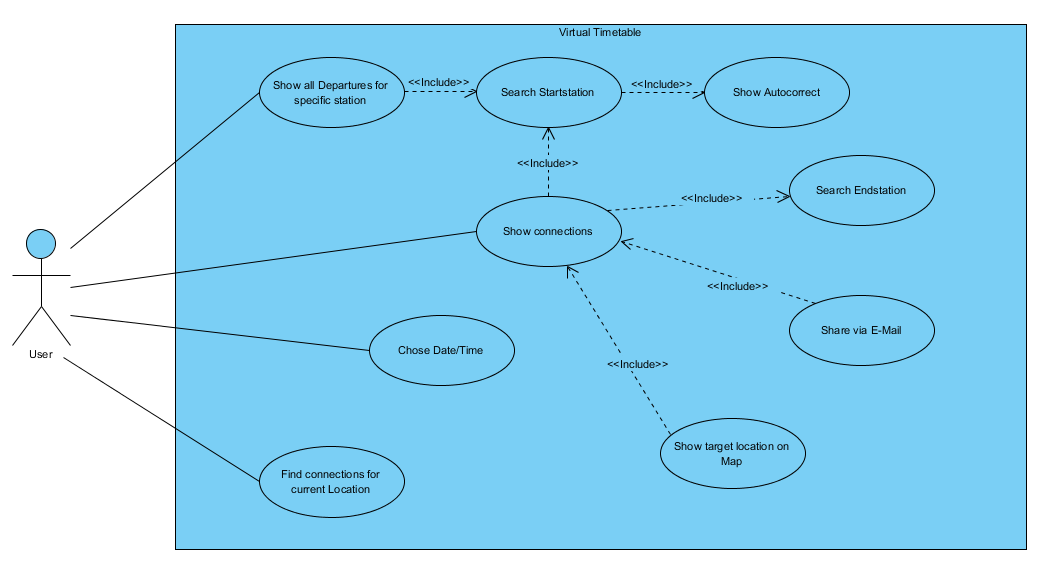 Virtual Timetable
Show all Departures for
specific station
<<Include>>
Search Startstation
<<Include>>
Show Autocorrect
<<Include>>
Search Endstation
<<Include>>
Show connections
<<Include>>
Share via E-Mail
User
Chose Date/Time
<<Include>>
Show target location on
Map
Find connections for
current Location